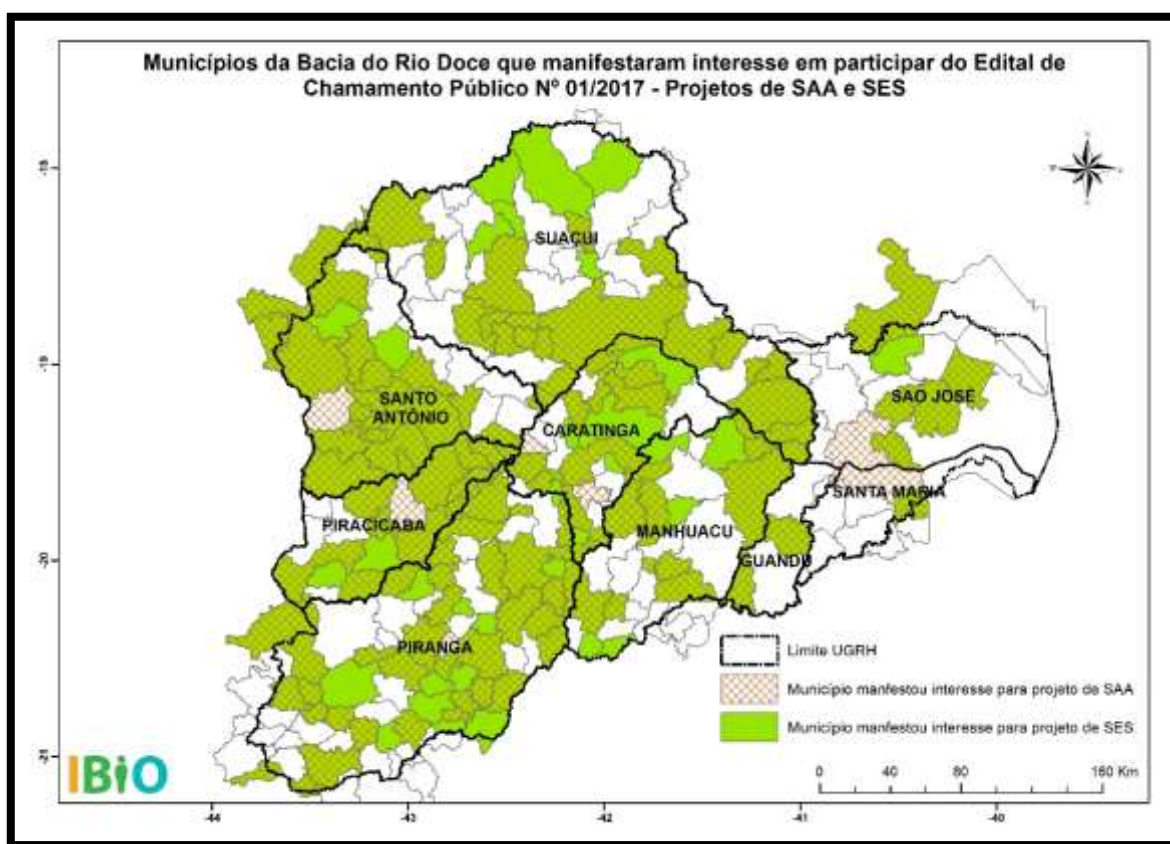 Municípios da Bacia do Rio Doce que manifestaram interesse em participar do Edital de
Chamamento Público Nº 01/2017 - Projetos de SAA e SES
SUAÇUI
SANTO
ANTÔNIO
CARATINGA
SAO JOSE
SANTA MARIA
PIRACICABA
MANHUACU
GUANDU
PIRANGA
Limite UGRH
Município manfestou interesse para projeto de SAA
Município manfestou interesse para projeto de SES
0 40 80 160 Km
IBiO
-44 -43 -42 -41 -40
-19
-20
-21